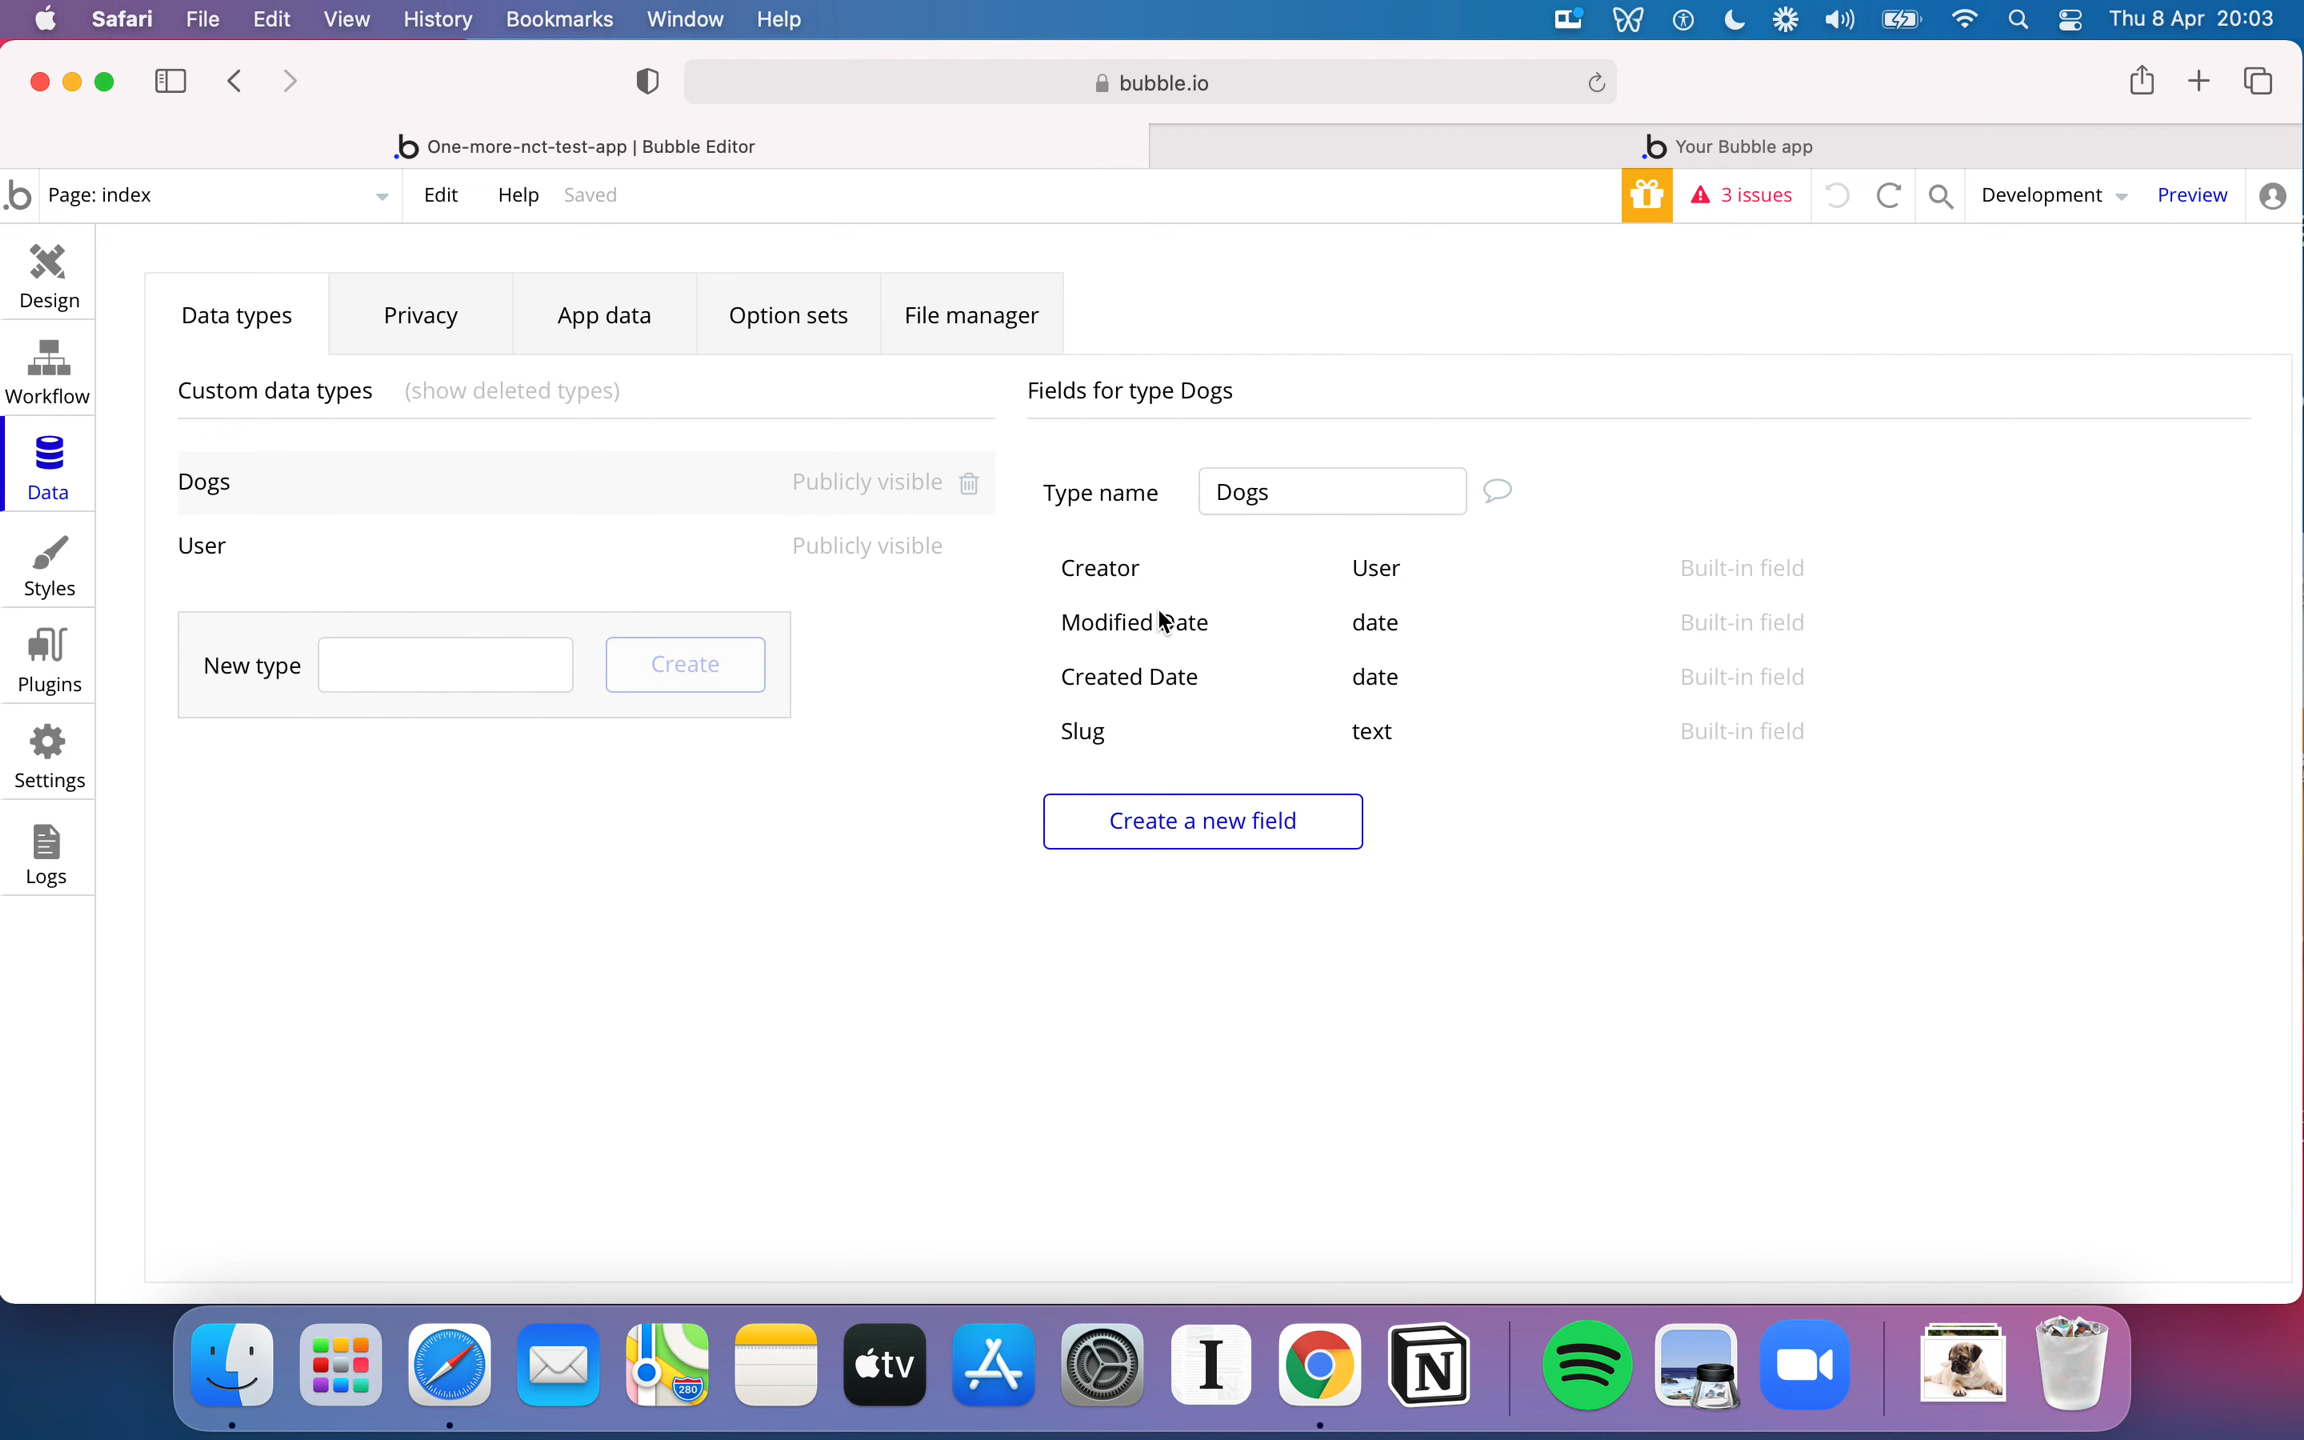 Safari File Edit View History Bookmarks Window Help Thu 8 Apr 20:03
bubble.io
.b One-more-nct-test-app | Bubble Editor
.b Your Bubble app
.b Page: index Edit Help Saved 3 issues Development Preview
Design
Workflow
Data
Styles
Plugins
Settings
Logs
Data types Privacy App data Option sets File manager
Custom data types (show deleted types)
Dogs Publicly visible
User Publicly visible
New type Create
Fields for type Dogs
Type name Dogs
Creator User Built-in field
Modified Date date Built-in field
Created Date date Built-in field
Slug text Built-in field
Create a new field
280
tv
I
N